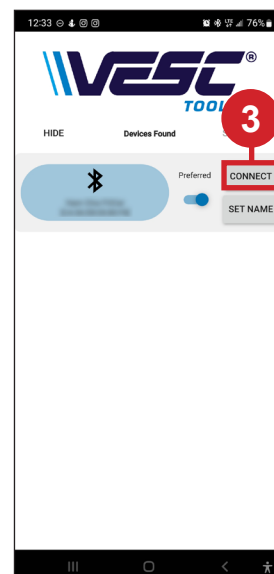 12:33 76%
VESC®
TOOL
3
HIDE Devices Found
Preferred CONNECT
SET NAME